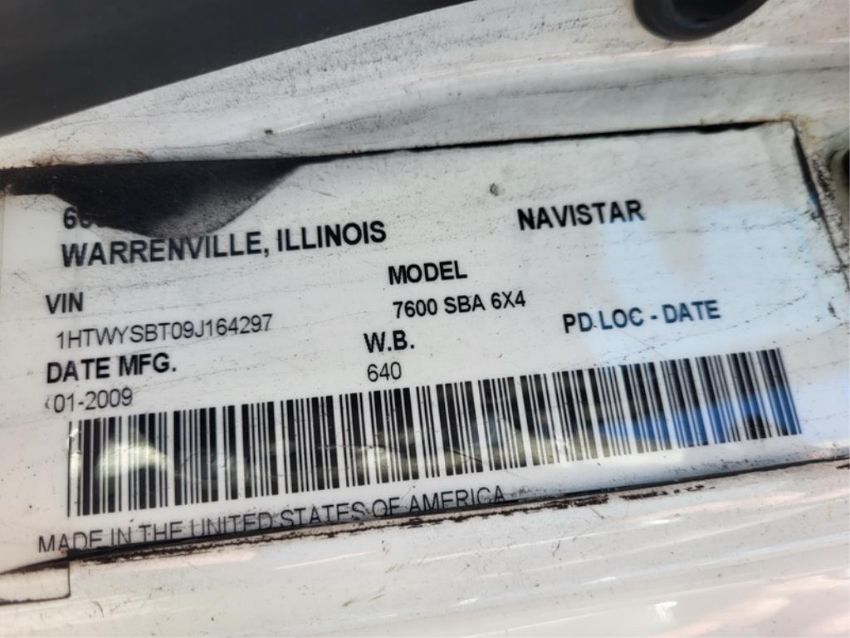 WARRENVILLE, ILLINOIS
NAVISTAR
VIN
MODEL
1HTWYSBT09J164297
7600 SBA 6X4
DATE MFG.
W.B.
PD.LOC - DATE
01-2009
640
MADE IN THE UNITED STATES OF AMERICA